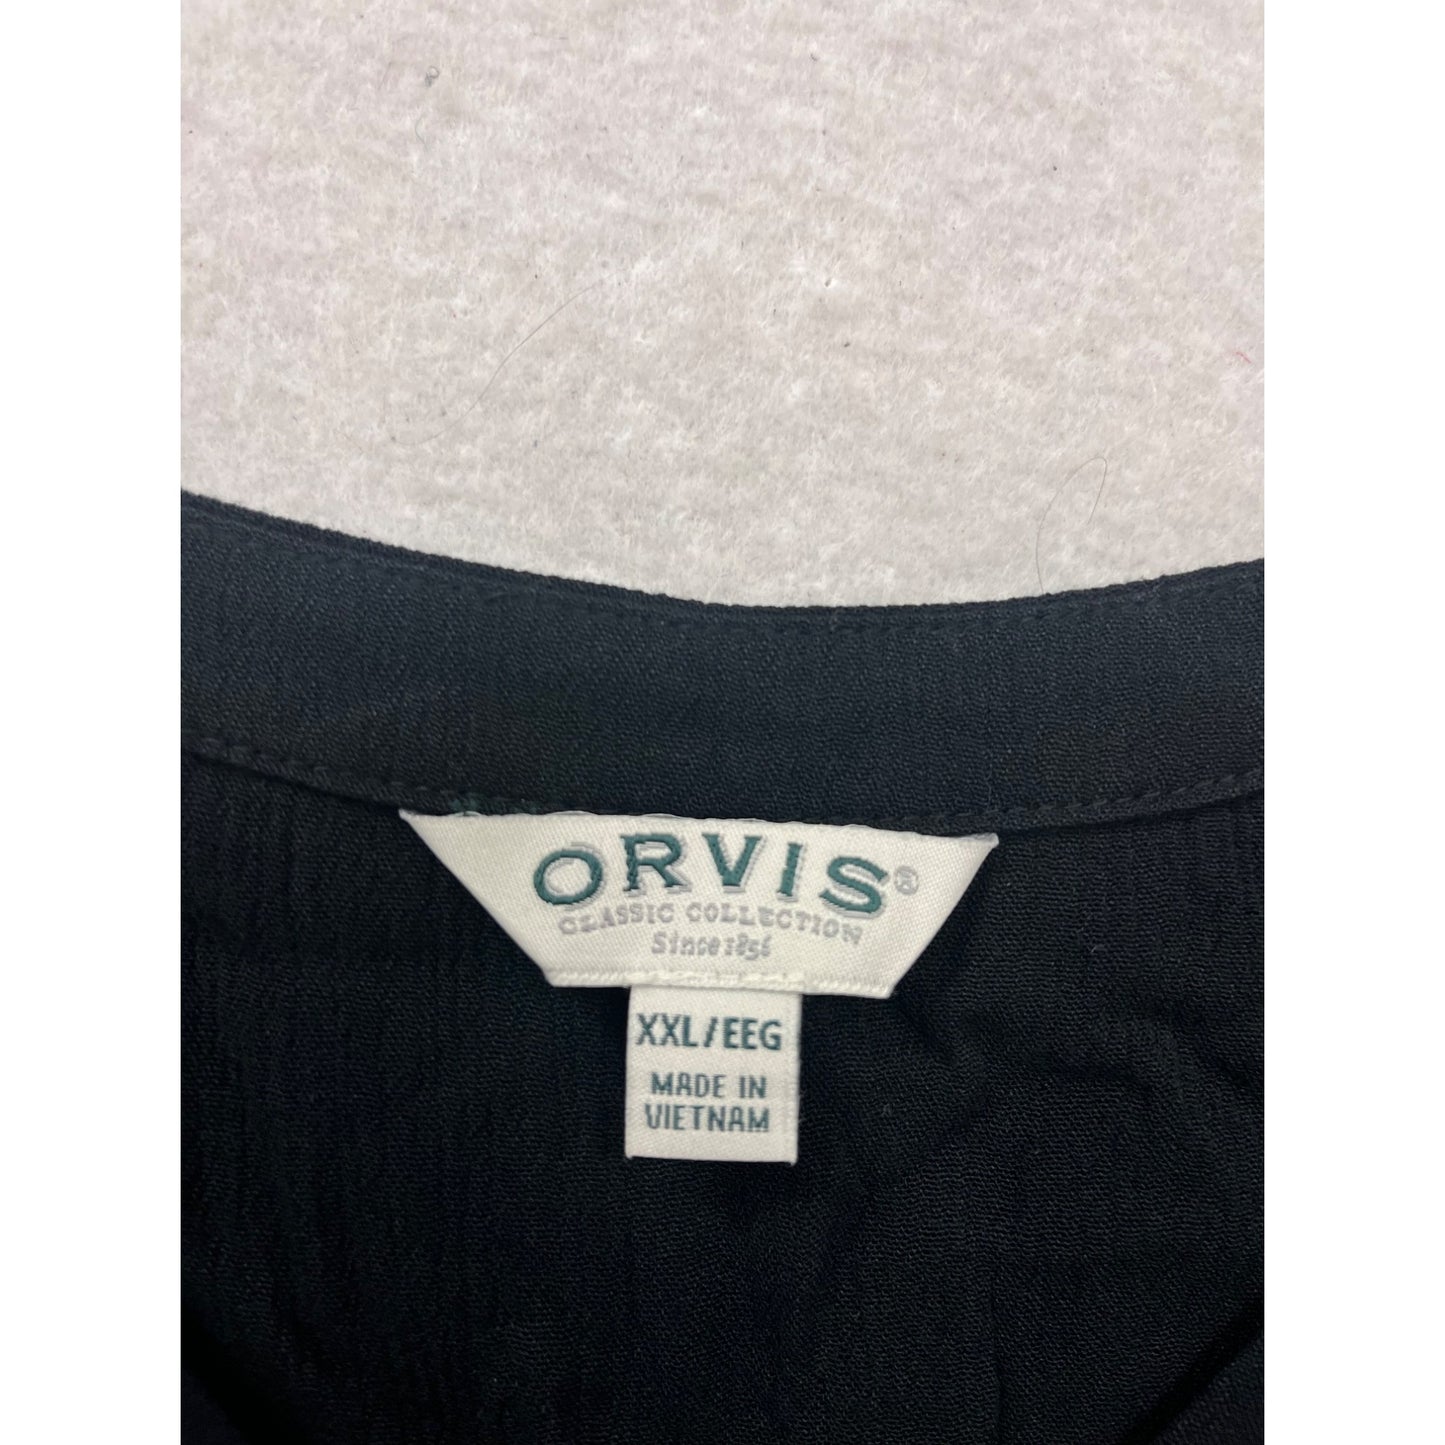 ORVIS®
CLASSIC COLLECTION
Since 1856
XXL/EEG
MADE IN
VIETNAM